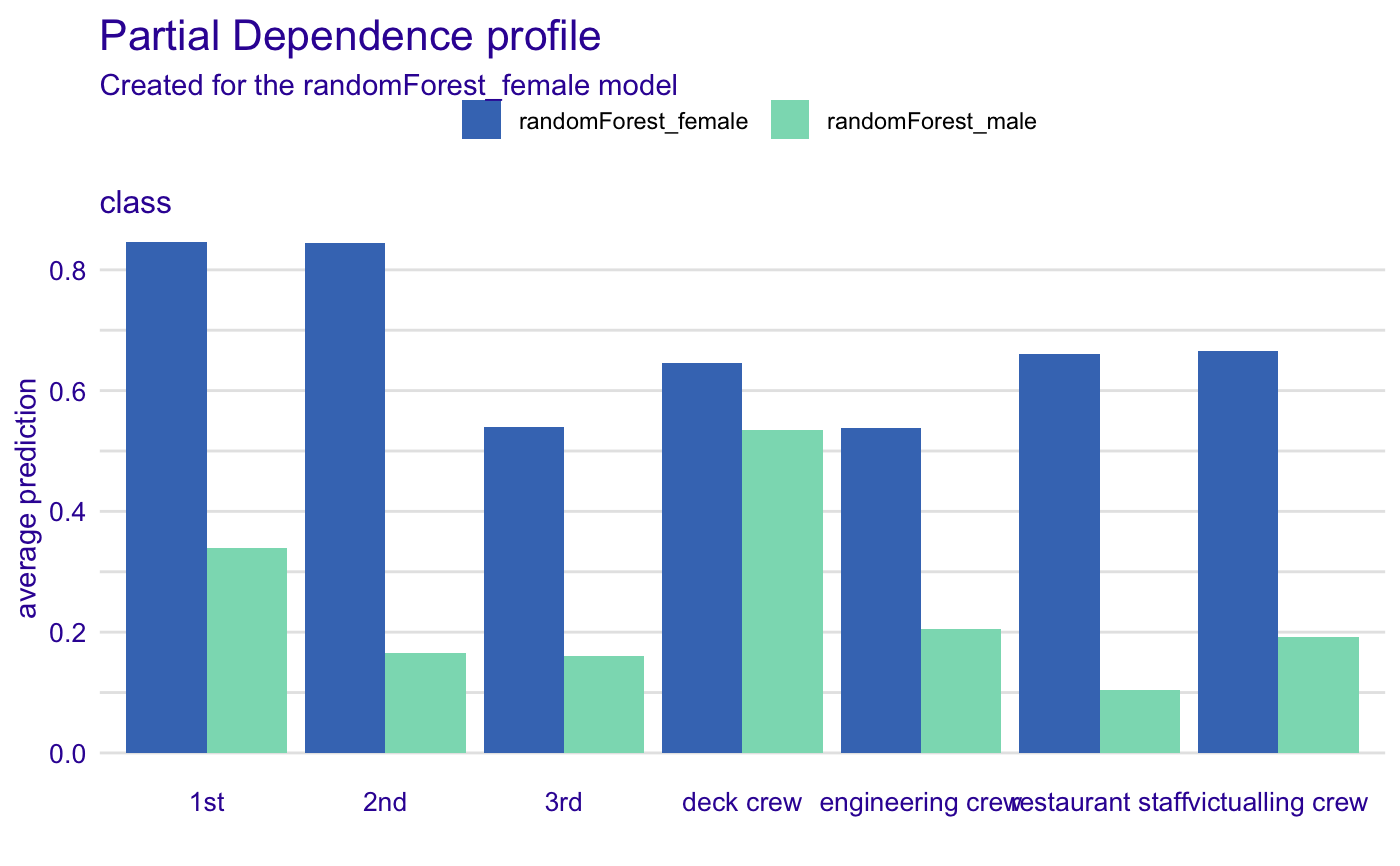 Partial Dependence profile
Created for the randomForest_female model
randomForest_female randomForest_male
class
0.8
0.6
0.4
0.2
0.0
average prediction
1st 2nd 3rd deck crew engineering crew restaurant staff victualling crew